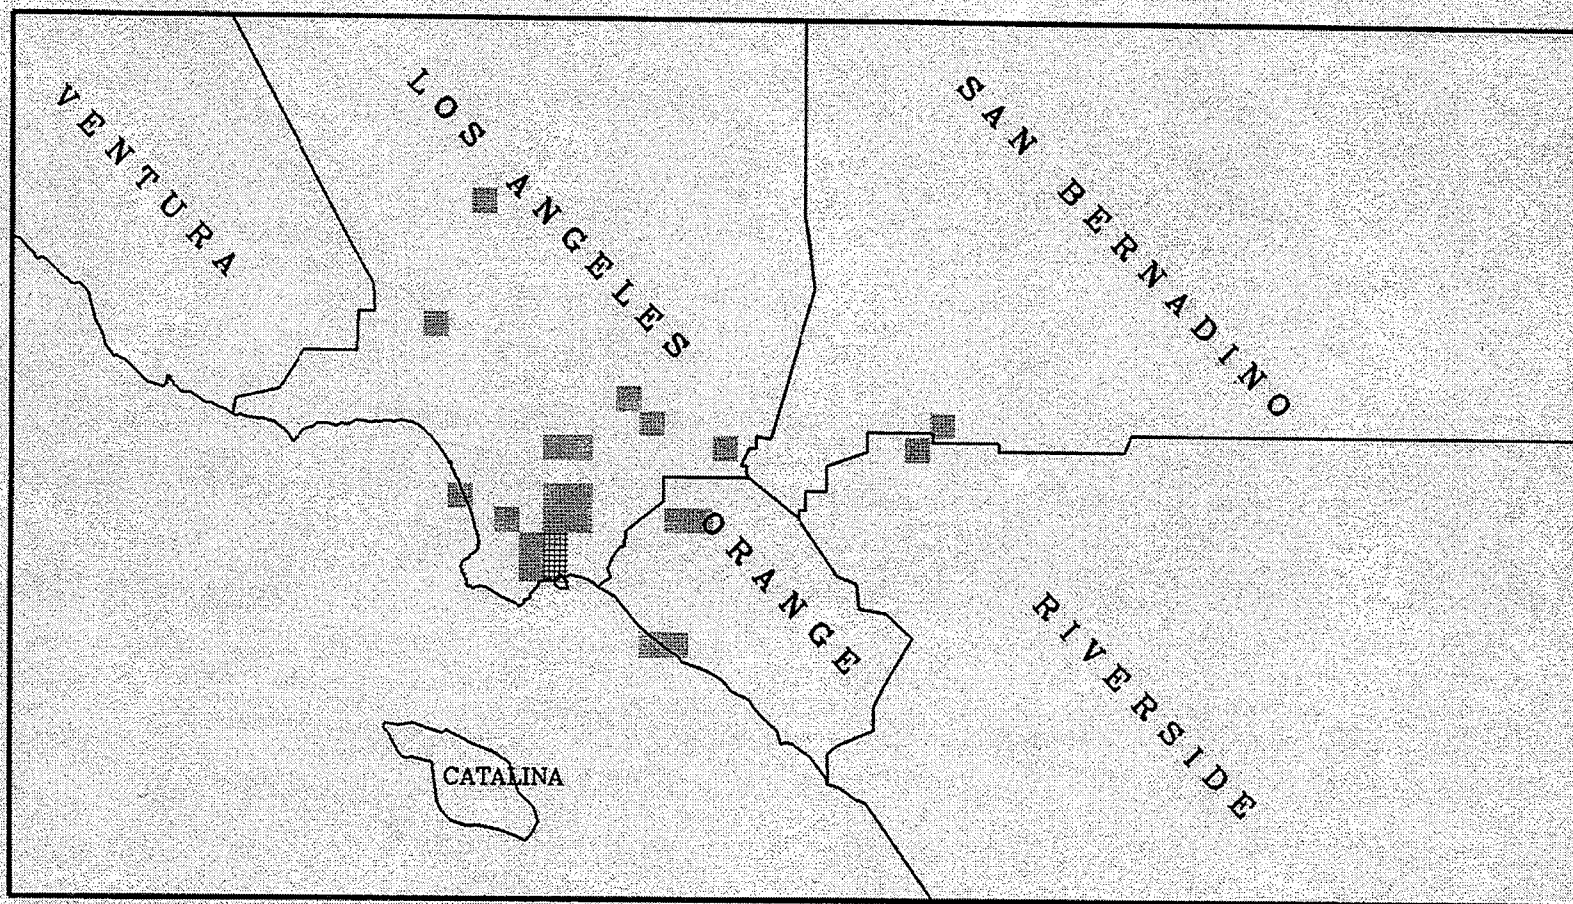 VENTURA
LOS ANGELES
SAN BERNADINO
ORANGE
RIVERSIDE
CATALINA